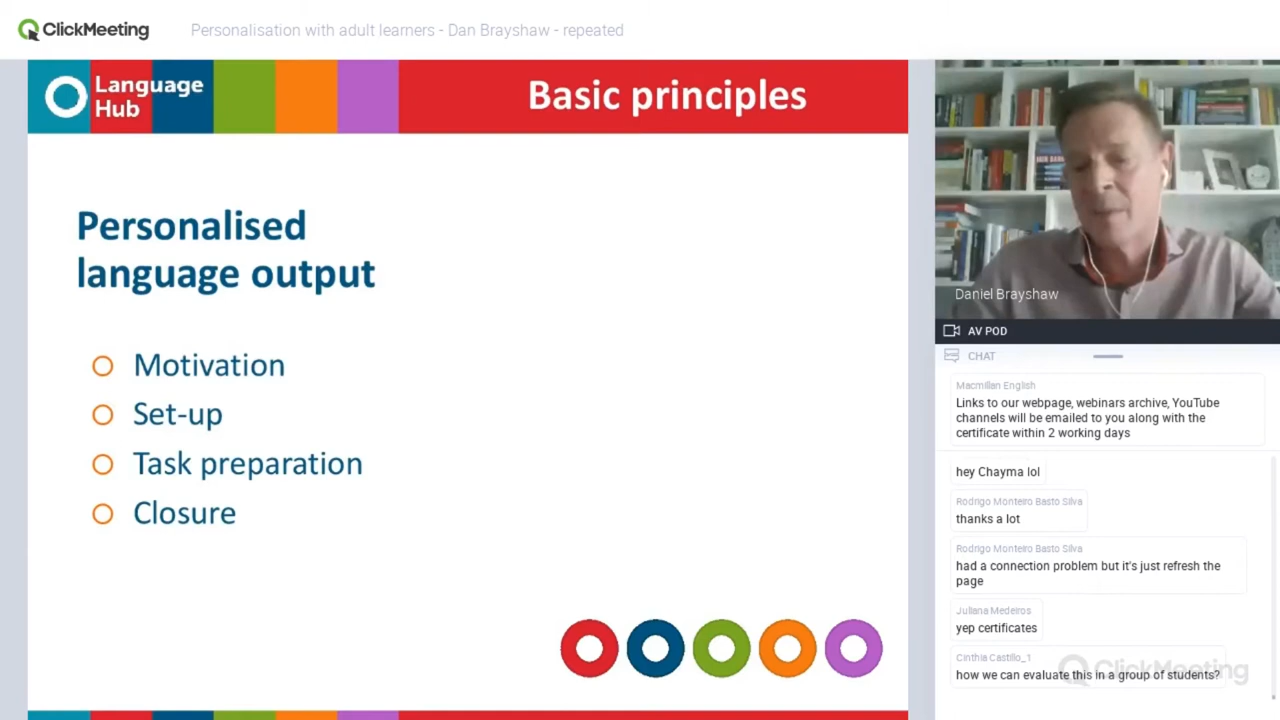 ClickMeeting
Personalisation with adult learners - Dan Brayshaw - repeated
Language
Hub
Basic principles
Personalised
language output
Motivation
Set-up
Task preparation
Closure
Daniel Brayshaw
AV POD
CHAT
Macmillan English
Links to our webpage, webinars archive, YouTube
channels will be emailed to you along with the
certificate within 2 working days
hey Chayma lol
Rodrigo Monteiro Basto Silva
thanks a lot
Rodrigo Monteiro Basto Silva
had a connection problem but it's just refresh the
page
Juliana Medeiros
yep certificates
Cinthia Castillo_1
how we can evaluate this in a group of students?
ClickMeeting